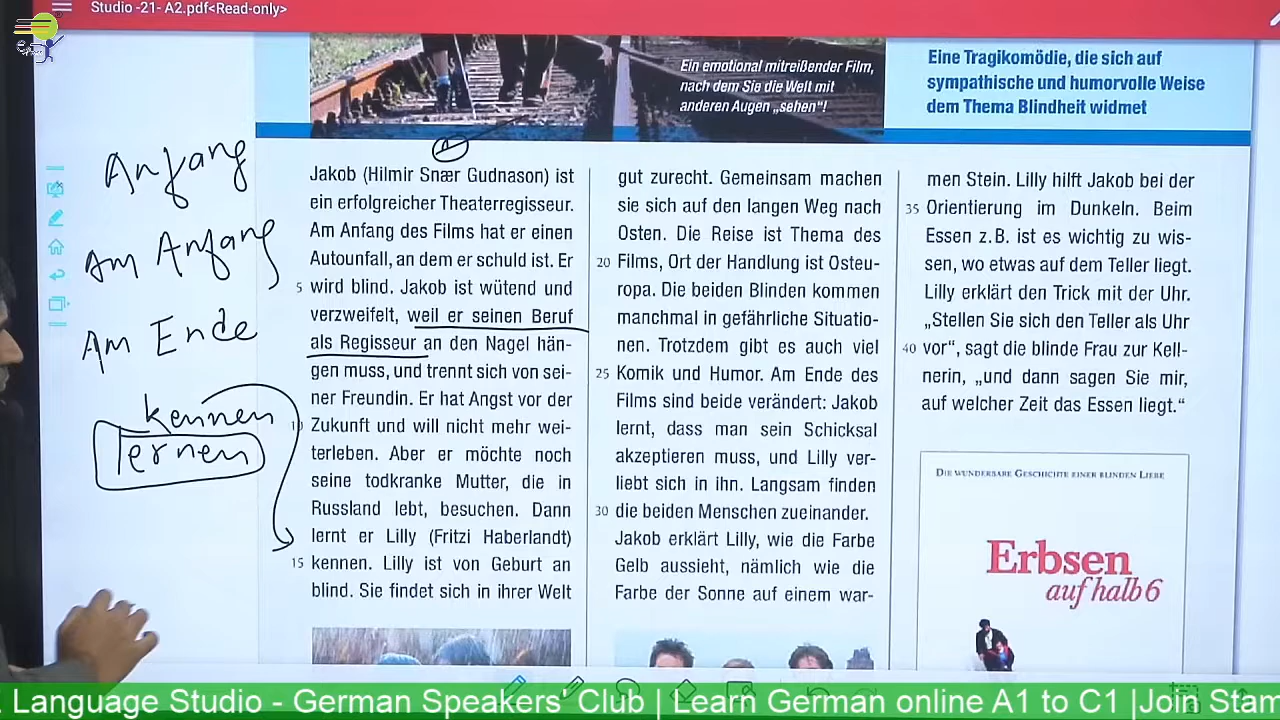 Studio -21- A2.pdf<Read-only>
Ein emotional mitreißender Film,
nach dem Sie die Welt mit
anderen Augen „sehen“!
Eine Tragikomödie, die sich auf
sympathische und humorvolle Weise
dem Thema Blindheit widmet
Anfang
Am Anfang
Am Ende
kennen
lernen
Jakob (Hilmir Snær Gudnason) ist
ein erfolgreicher Theaterregisseur.
Am Anfang des Films hat er einen
Autounfall, an dem er schuld ist. Er
5 wird blind. Jakob ist wütend und
verzweifelt, weil er seinen Beruf
als Regisseur an den Nagel hän-
gen muss, und trennt sich von sei-
ner Freundin. Er hat Angst vor der
10 Zukunft und will nicht mehr wei-
terleben. Aber er möchte noch
seine todkranke Mutter, die in
Russland lebt, besuchen. Dann
lernt er Lilly (Fritzi Haberlandt)
15 kennen. Lilly ist von Geburt an
blind. Sie findet sich in ihrer Welt
gut zurecht. Gemeinsam machen
sie sich auf den langen Weg nach
Osten. Die Reise ist Thema des
20 Films, Ort der Handlung ist Osteu-
ropa. Die beiden Blinden kommen
manchmal in gefährliche Situatio-
nen. Trotzdem gibt es auch viel
25 Komik und Humor. Am Ende des
Films sind beide verändert: Jakob
lernt, dass man sein Schicksal
akzeptieren muss, und Lilly ver-
liebt sich in ihn. Langsam finden
30 die beiden Menschen zueinander.
Jakob erklärt Lilly, wie die Farbe
Gelb aussieht, nämlich wie die
Farbe der Sonne auf einem war-
men Stein. Lilly hilft Jakob bei der
35 Orientierung im Dunkeln. Beim
Essen z.B. ist es wichtig zu wis-
sen, wo etwas auf dem Teller liegt.
Lilly erklärt den Trick mit der Uhr.
„Stellen Sie sich den Teller als Uhr
40 vor“, sagt die blinde Frau zur Kell-
nerin, „und dann sagen Sie mir,
auf welcher Zeit das Essen liegt.“
Die wunderbare Geschichte einer blinden Liebe
Erbsen
auf halb 6
Language Studio - German Speakers' Club | Learn German online A1 to C1 |Join Stam